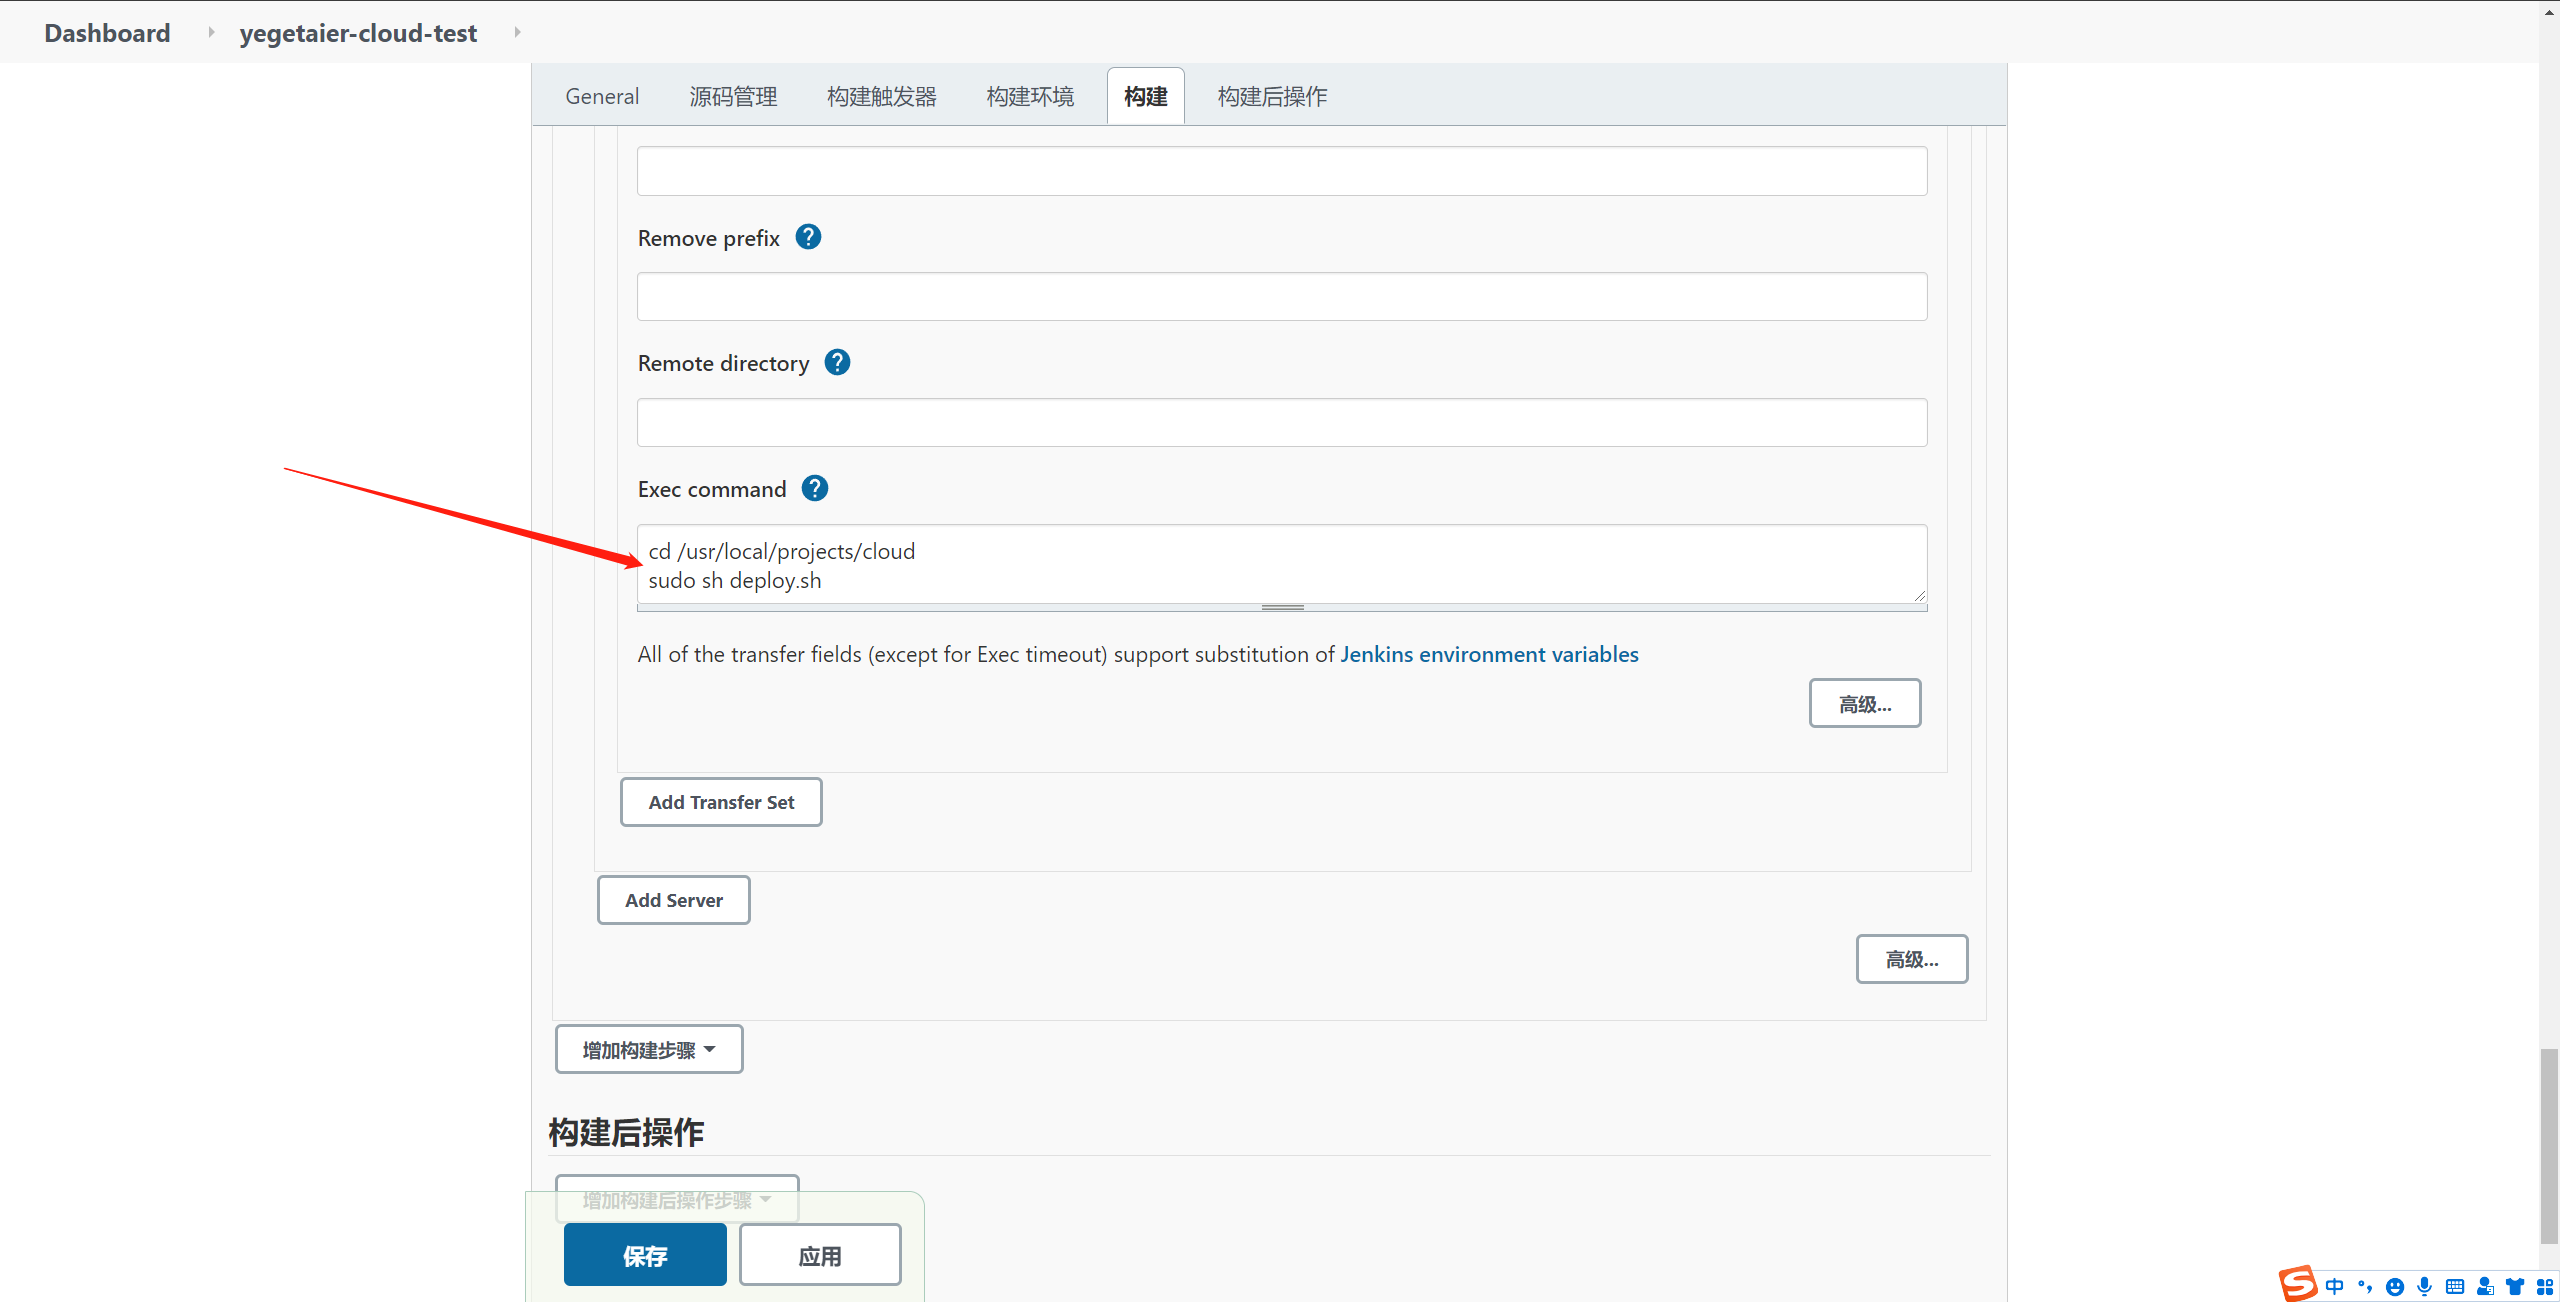 Dashboard
yegetaier-cloud-test
General
源码管理
构建触发器
构建环境
构建
构建后操作
Remove prefix
Remote directory
Exec command
cd /usr/local/projects/cloud
sudo sh deploy.sh
All of the transfer fields (except for Exec timeout) support substitution of Jenkins environment variables
高级...
Add Transfer Set
Add Server
高级...
增加构建步骤
构建后操作
增加构建后操作步骤
保存
应用
中